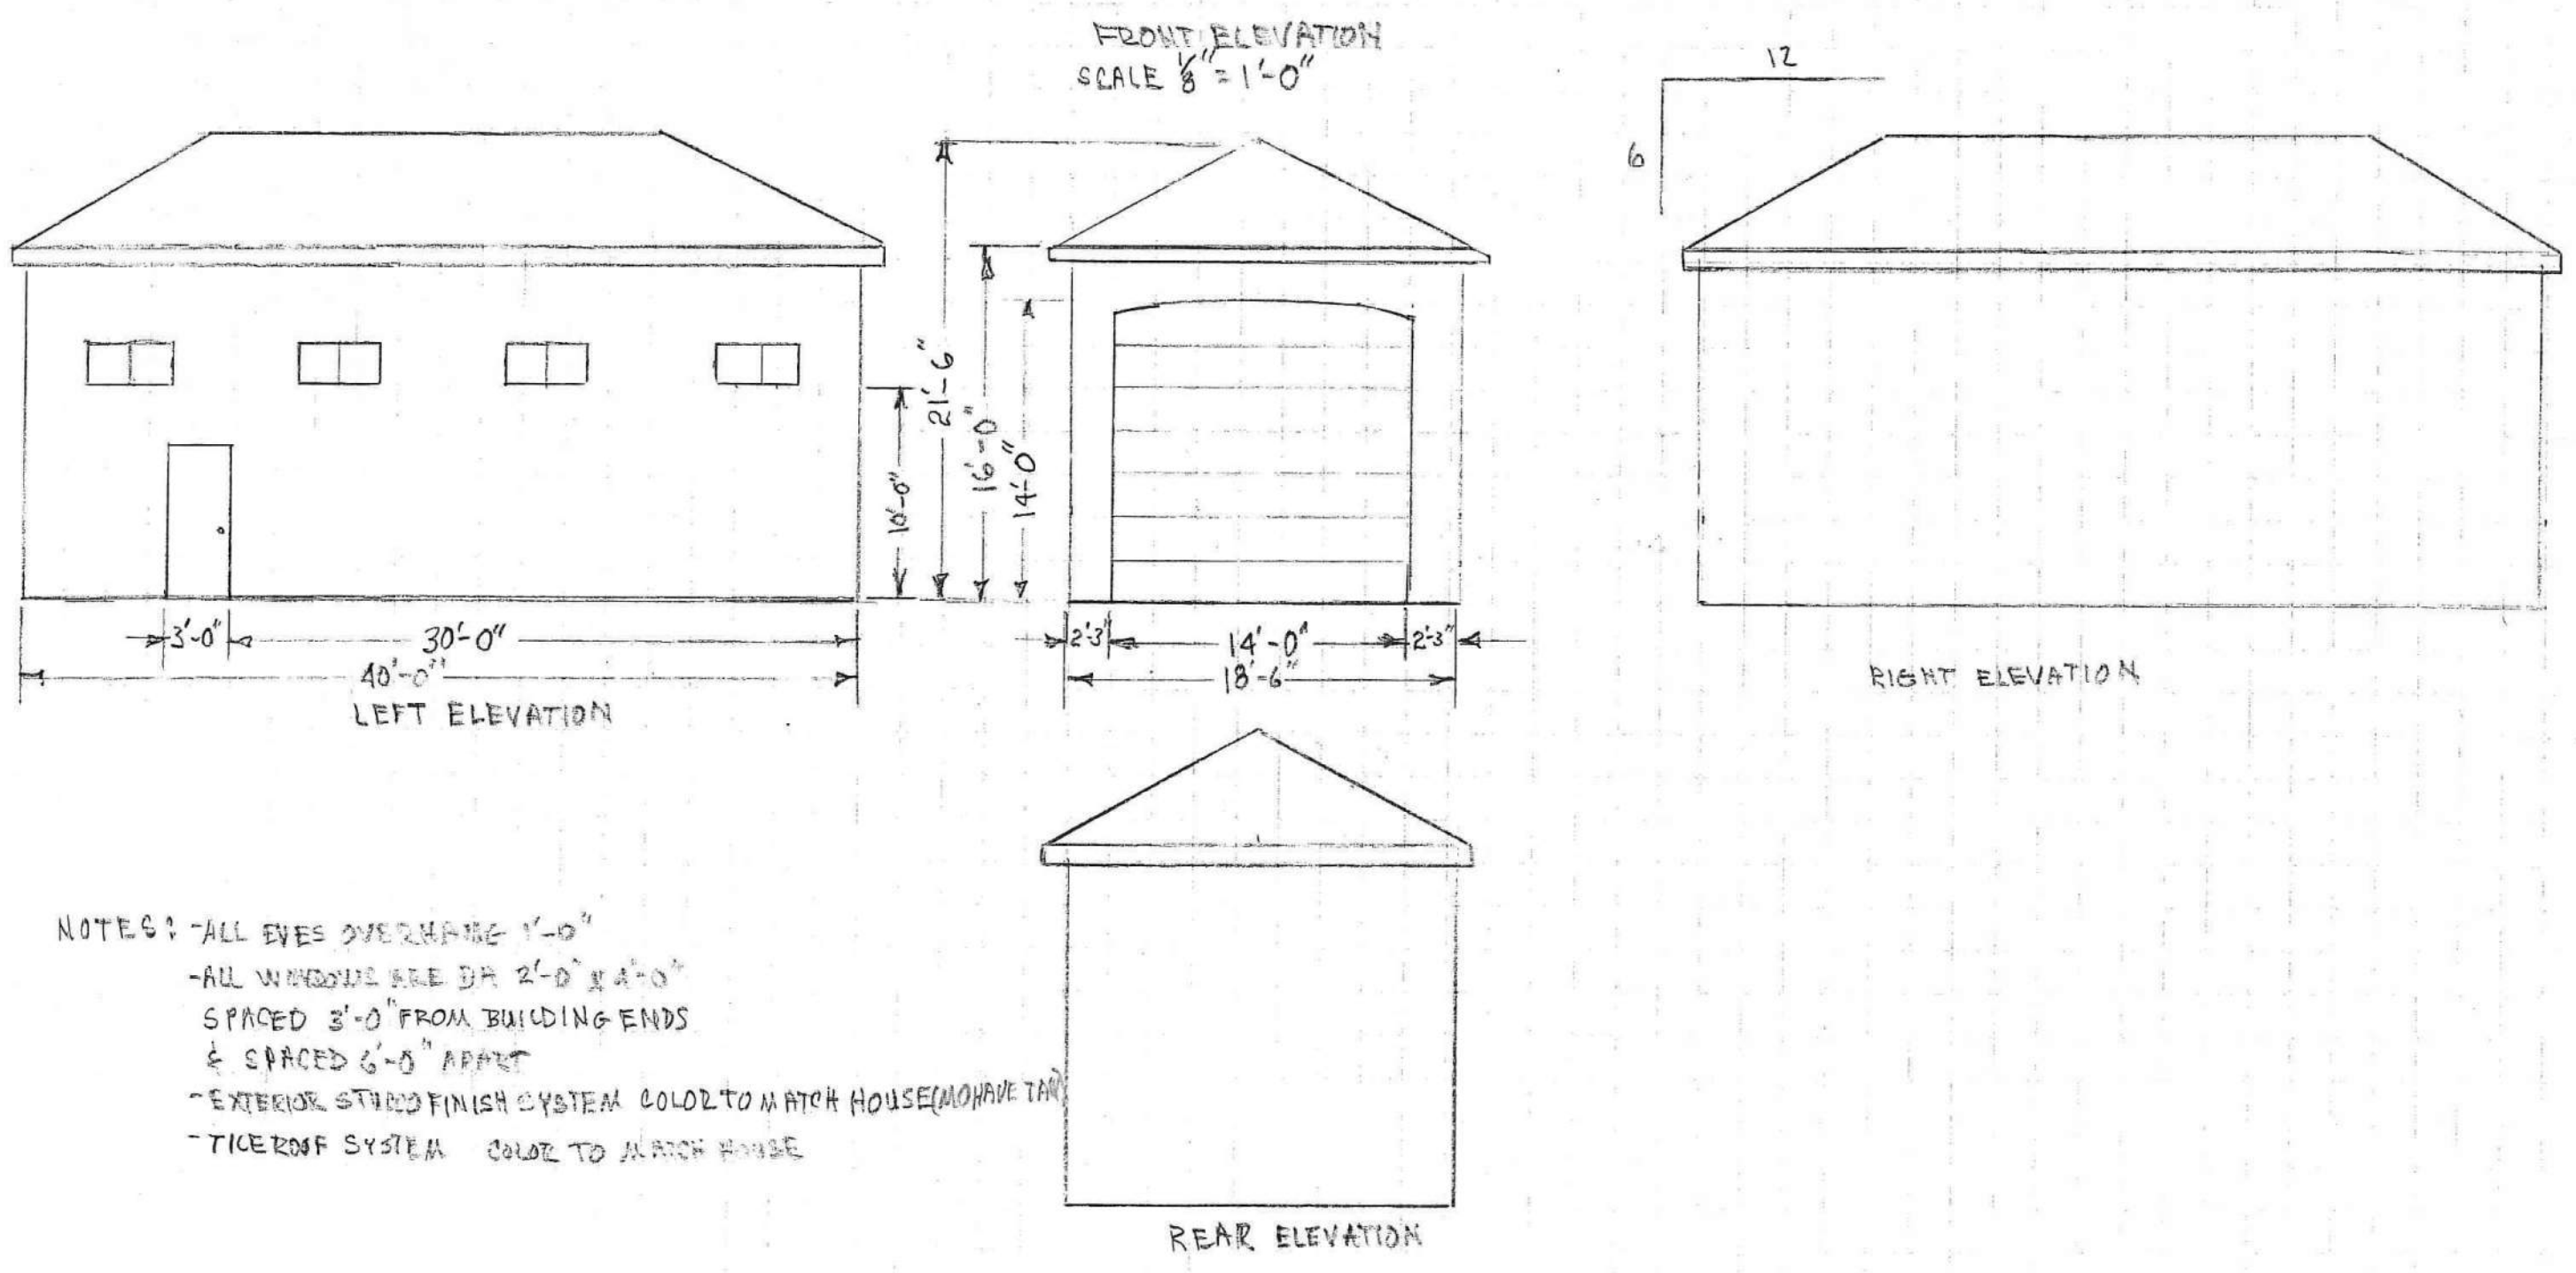 FRONT ELEVATION
SCALE 1/8" = 1'-0"
12
6
21'-6"
16'-0"
14'-0"
10'-0"
3'-0"
30'-0"
40'-0"
LEFT ELEVATION
2'-3"
14'-0"
2'-3"
18'-6"
RIGHT ELEVATION
NOTES: -ALL EVES OVERHANG 1'-0"
-ALL WINDOWS ARE 2'-0" X 4'-0"
SPACED 3'-0" FROM BUILDING ENDS
& SPACED 6'-0" APART
-EXTERIOR STUCCO FINISH SYSTEM COLOR TO MATCH HOUSE(MOHAVE TAN)
-TILE ROOF SYSTEM COLOR TO MATCH HOUSE
REAR ELEVATION